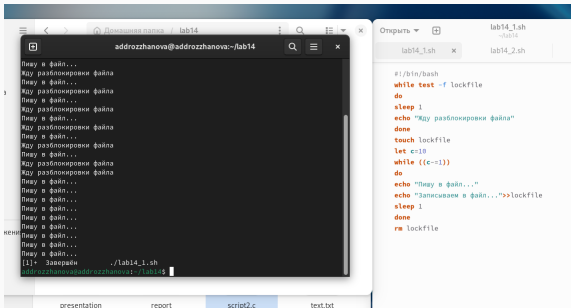 Домашняя папка / lab14
addrozzhanova@addrozzhanova:~/lab14
Пишу в файл...
Жду разблокировки файла
Пишу в файл...
Жду разблокировки файла
Пишу в файл...
Жду разблокировки файла
Пишу в файл...
Жду разблокировки файла
Пишу в файл...
Жду разблокировки файла
Пишу в файл...
Жду разблокировки файла
Жду разблокировки файла
Пишу в файл...
Пишу в файл...
Пишу в файл...
Пишу в файл...
Пишу в файл...
Пишу в файл...
Пишу в файл...
Пишу в файл...
Пишу в файл...
[1]+ Завершён ./lab14_1.sh
addrozzhanova@addrozzhanova:~/lab14$
presentation report script2.c text.txt
Открыть
lab14_1.sh
~/lab14
lab14_1.sh lab14_2.sh
#!/bin/bash
while test -f lockfile
do
sleep 1
echo "Жду разблокировки файла"
done
touch lockfile
let c=10
while ((c-=1))
do
echo "Пишу в файл..."
echo "Записываем в файл...">>lockfile
sleep 1
done
rm lockfile